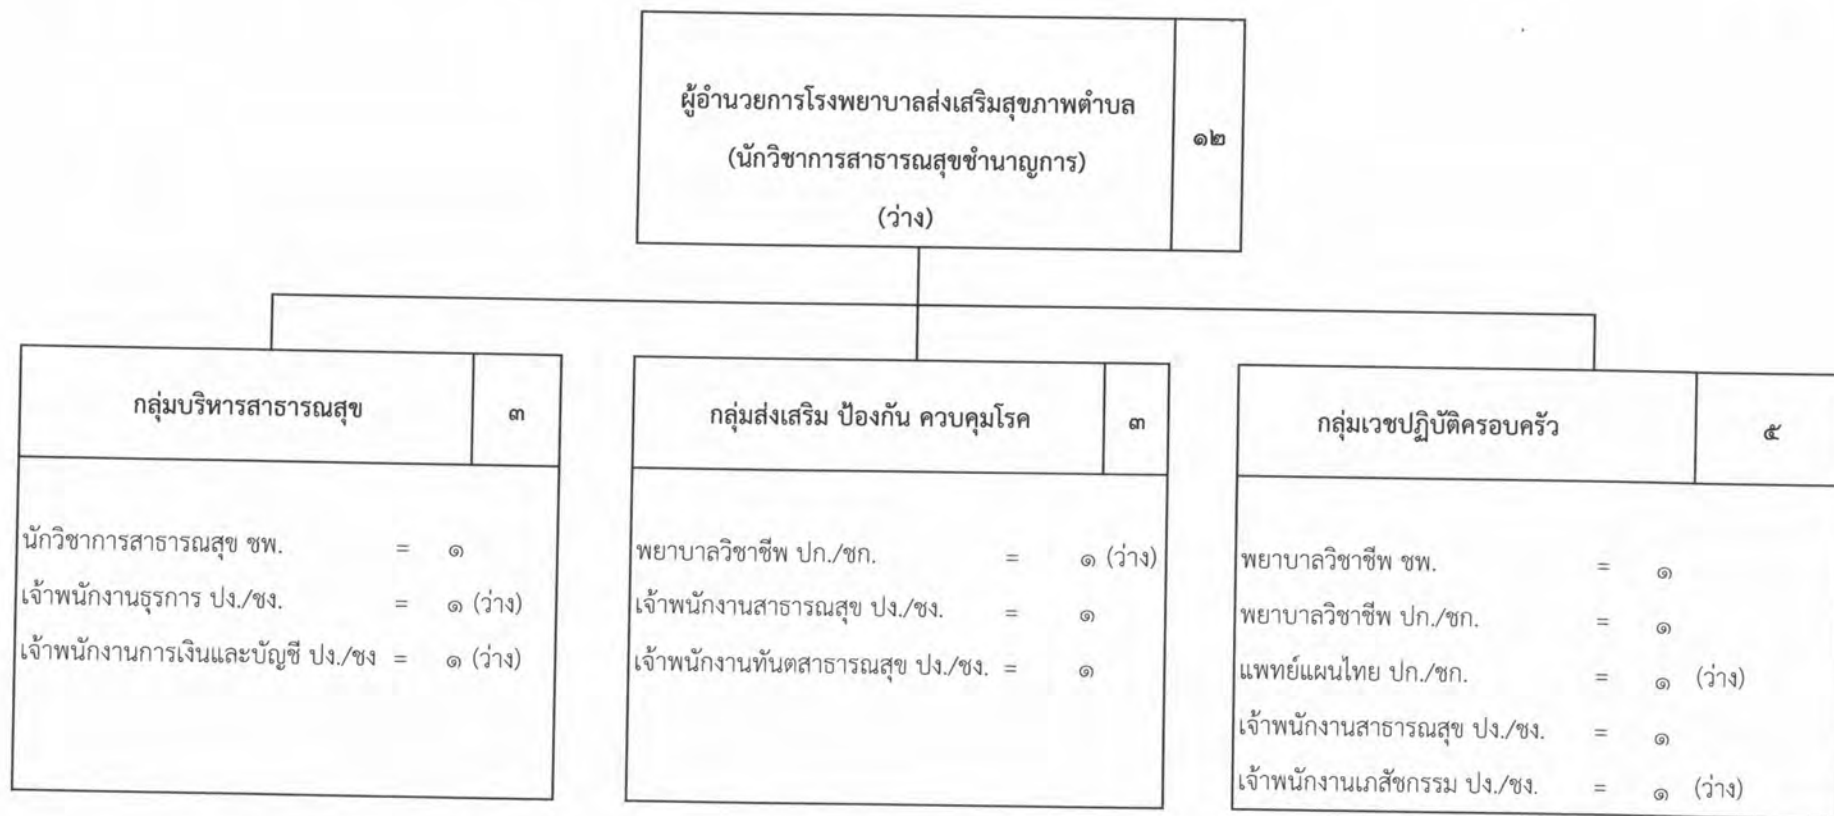 ผู้อำนวยการโรงพยาบาลส่งเสริมสุขภาพตำบล
(นักวิชาการสาธารณสุขชำนาญการ)
(ว่าง)
๑๒
กลุ่มบริหารสาธารณสุข ๓
นักวิชาการสาธารณสุข ชพ. = ๑
เจ้าพนักงานธุรการ ปง./ชง. = ๑ (ว่าง)
เจ้าพนักงานการเงินและบัญชี ปง./ชง = ๑ (ว่าง)
กลุ่มส่งเสริม ป้องกัน ควบคุมโรค ๓
พยาบาลวิชาชีพ ปก./ชก. = ๑ (ว่าง)
เจ้าพนักงานสาธารณสุข ปง./ชง. = ๑
เจ้าพนักงานทันตสาธารณสุข ปง./ชง. = ๑
กลุ่มเวชปฏิบัติครอบครัว ๕
พยาบาลวิชาชีพ ชพ. = ๑
พยาบาลวิชาชีพ ปก./ชก. = ๑
แพทย์แผนไทย ปก./ชก. = ๑ (ว่าง)
เจ้าพนักงานสาธารณสุข ปง./ชง. = ๑
เจ้าพนักงานเภสัชกรรม ปง./ชง. = ๑ (ว่าง)